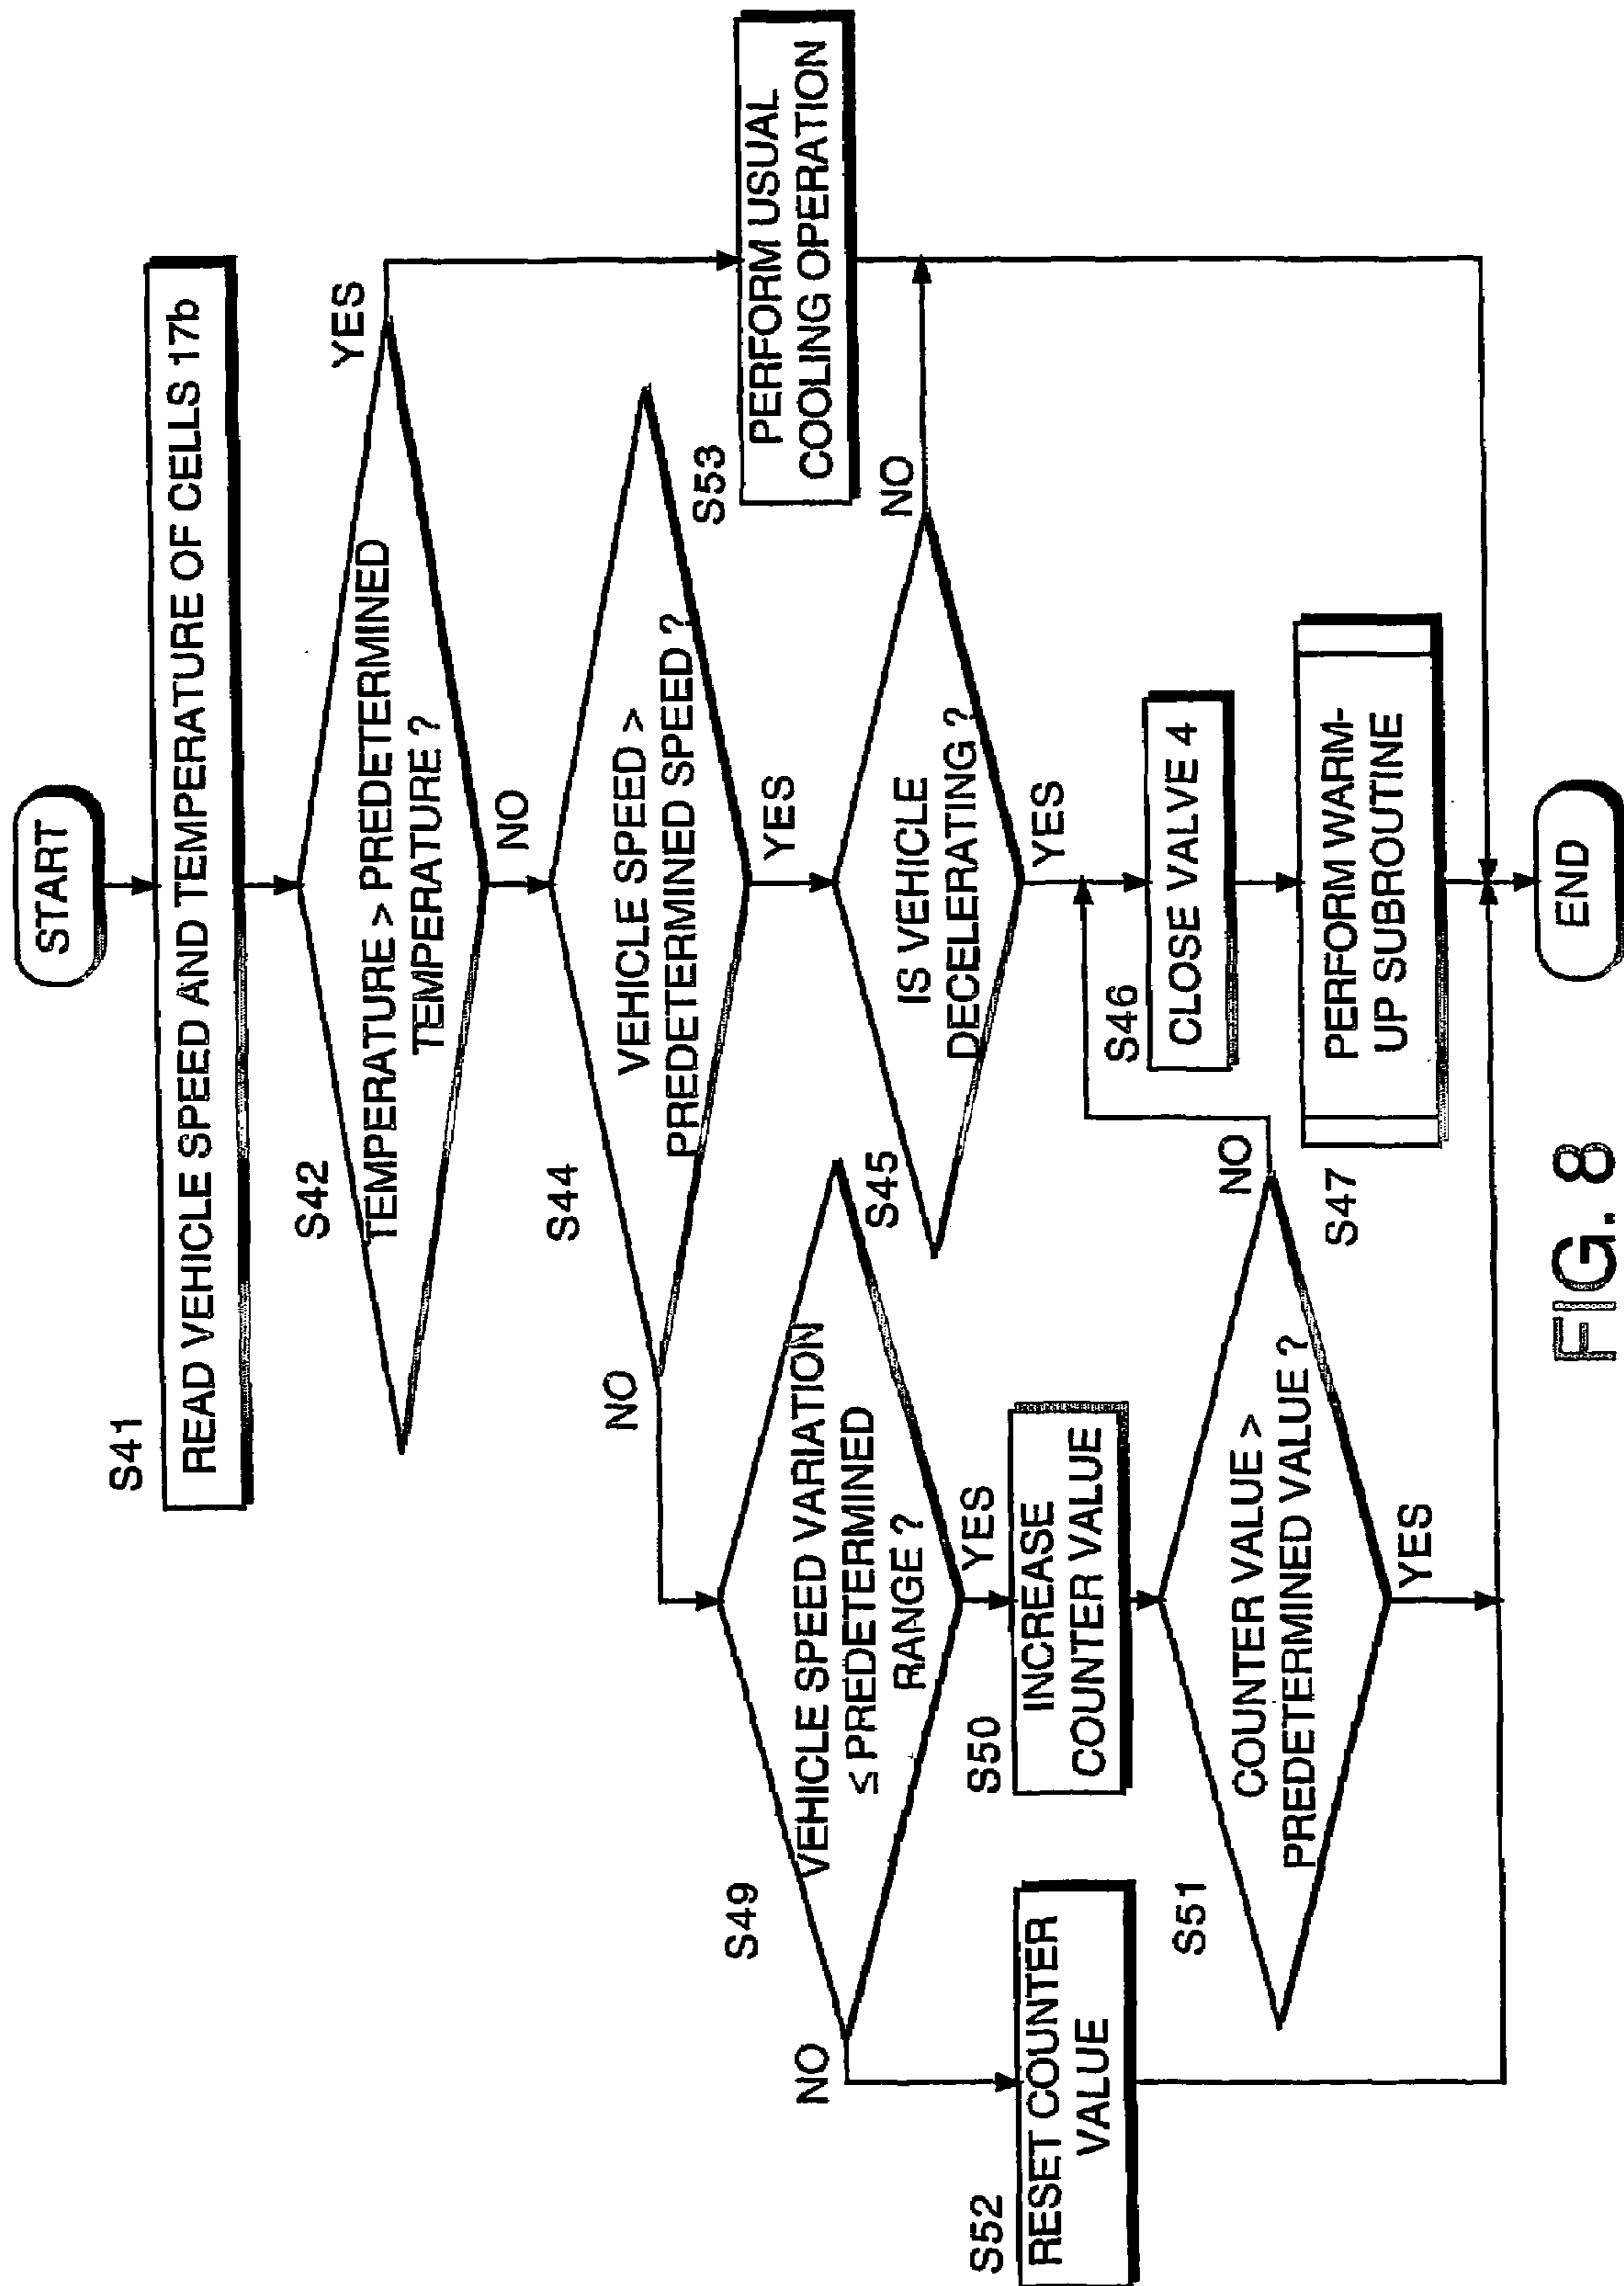 START
S41
READ VEHICLE SPEED AND TEMPERATURE OF CELLS 17b
S42
TEMPERATURE > PREDETERMINED
TEMPERATURE ?
YES
NO
S44
VEHICLE SPEED >
PREDETERMINED SPEED ?
NO
YES
S53
PERFORM USUAL
COOLING OPERATION
S49
VEHICLE SPEED VARIATION
≤ PREDETERMINED
RANGE ?
NO
YES
S45
IS VEHICLE
DECELERATING ?
NO
YES
S52
RESET COUNTER
VALUE
S50
INCREASE
COUNTER VALUE
S46
CLOSE VALVE 4
S51
COUNTER VALUE >
PREDETERMINED VALUE ?
NO
YES
S47
PERFORM WARM-
UP SUBROUTINE
END
FIG. 8